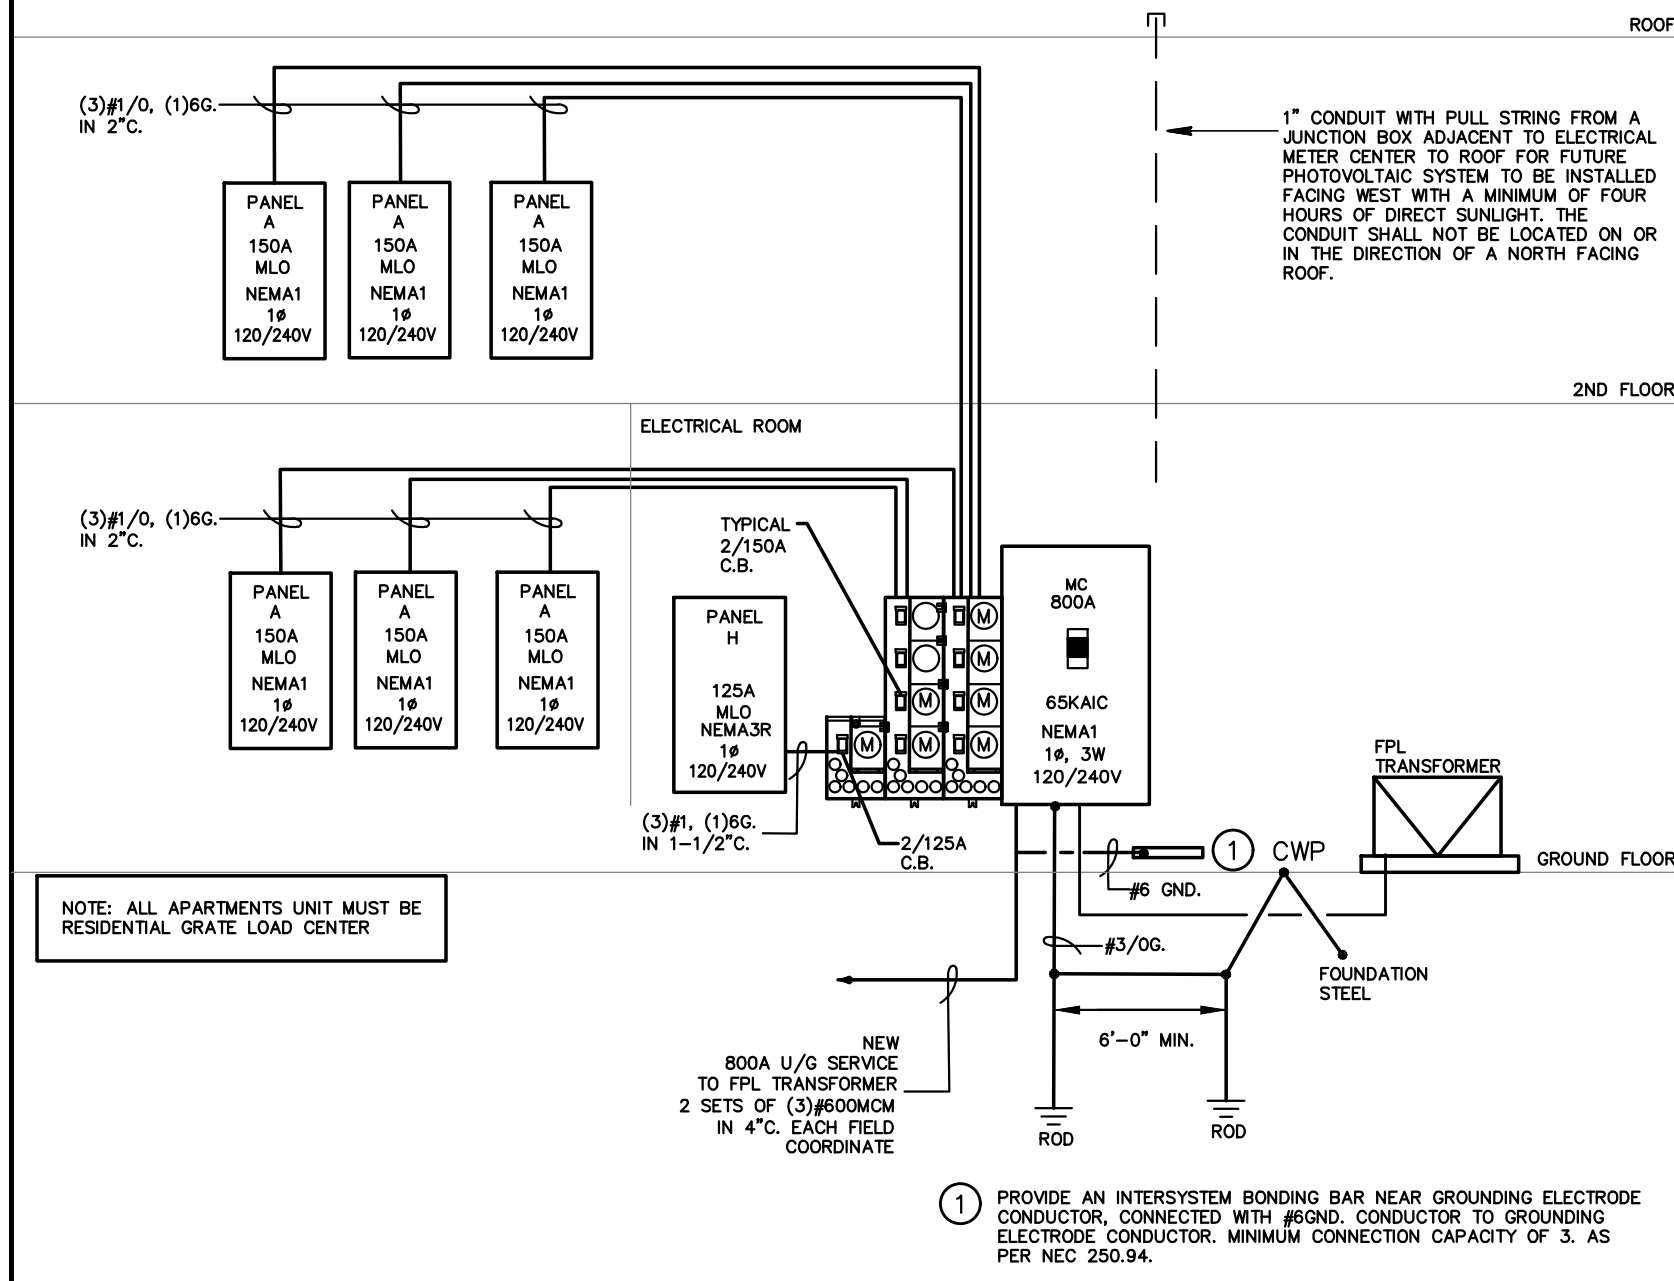 ROOF
(3)#1/0, (1)6G.
IN 2"C.
1" CONDUIT WITH PULL STRING FROM A
JUNCTION BOX ADJACENT TO ELECTRICAL
METER CENTER TO ROOF FOR FUTURE
PHOTOVOLTAIC SYSTEM TO BE INSTALLED
FACING WEST WITH A MINIMUM OF FOUR
HOURS OF DIRECT SUNLIGHT. THE
CONDUIT SHALL NOT BE LOCATED ON OR
IN THE DIRECTION OF A NORTH FACING
ROOF.
PANEL
A
150A
MLO
NEMA1
1ø
120/240V
PANEL
A
150A
MLO
NEMA1
1ø
120/240V
PANEL
A
150A
MLO
NEMA1
1ø
120/240V
2ND FLOOR
ELECTRICAL ROOM
(3)#1/0, (1)6G.
IN 2"C.
PANEL
A
150A
MLO
NEMA1
1ø
120/240V
PANEL
A
150A
MLO
NEMA1
1ø
120/240V
PANEL
A
150A
MLO
NEMA1
1ø
120/240V
TYPICAL
2/150A
C.B.
PANEL
H
125A
MLO
NEMA3R
1ø
120/240V
M
M
M
M
M
M
M
MC
800A
65KAIC
NEMA1
1ø, 3W
120/240V
FPL
TRANSFORMER
(3)#1, (1)6G.
IN 1-1/2"C.
2/125A
C.B.
1
CWP
GROUND FLOOR
#6 GND.
NOTE: ALL APARTMENTS UNIT MUST BE
RESIDENTIAL GRATE LOAD CENTER
#3/0G.
FOUNDATION
STEEL
6'-0" MIN.
NEW
800A U/G SERVICE
TO FPL TRANSFORMER
2 SETS OF (3)#600MCM
IN 4"C. EACH FIELD
COORDINATE
ROD
ROD
1
PROVIDE AN INTERSYSTEM BONDING BAR NEAR GROUNDING ELECTRODE
CONDUCTOR, CONNECTED WITH #6GND. CONDUCTOR TO GROUNDING
ELECTRODE CONDUCTOR. MINIMUM CONNECTION CAPACITY OF 3. AS
PER NEC 250.94.